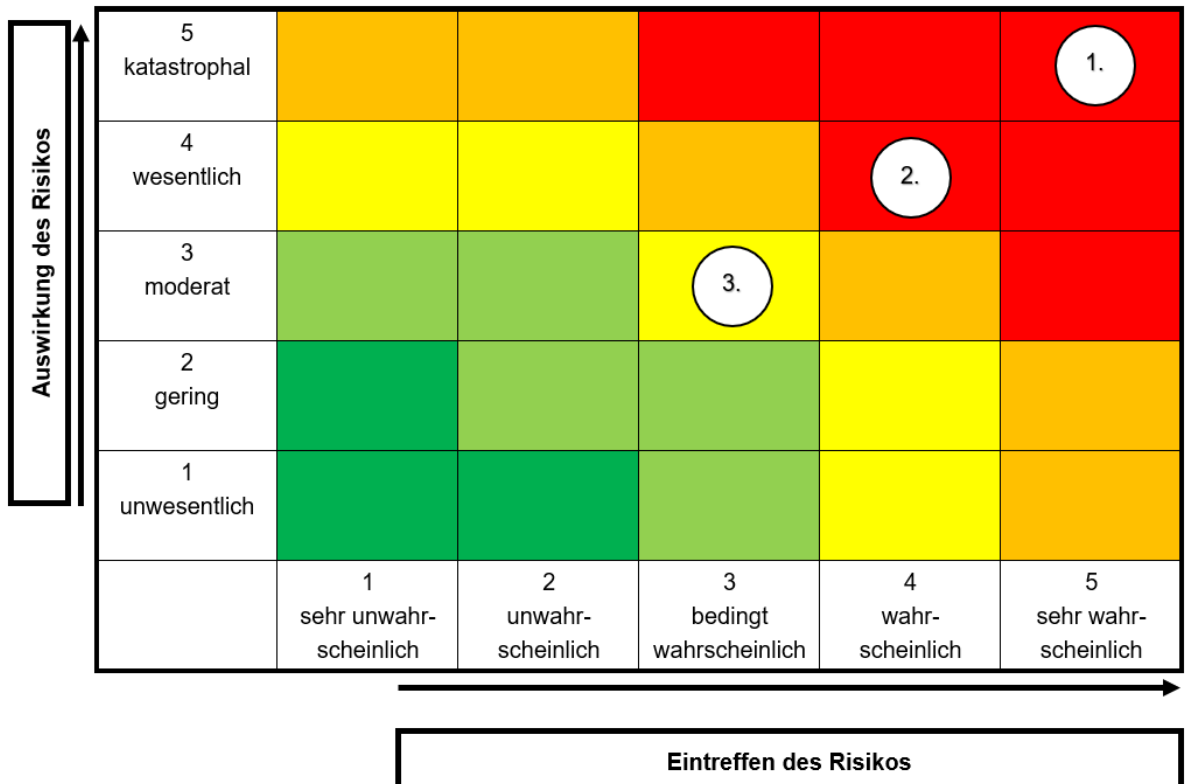 Auswirkung des Risikos
5
katastrophal
1.
4
wesentlich
2.
3
moderat
3.
2
gering
1
unwesentlich
1
sehr unwahr-
scheinlich
2
unwahr-
scheinlich
3
bedingt
wahrscheinlich
4
wahr-
scheinlich
5
sehr wahr-
scheinlich
Eintreffen des Risikos